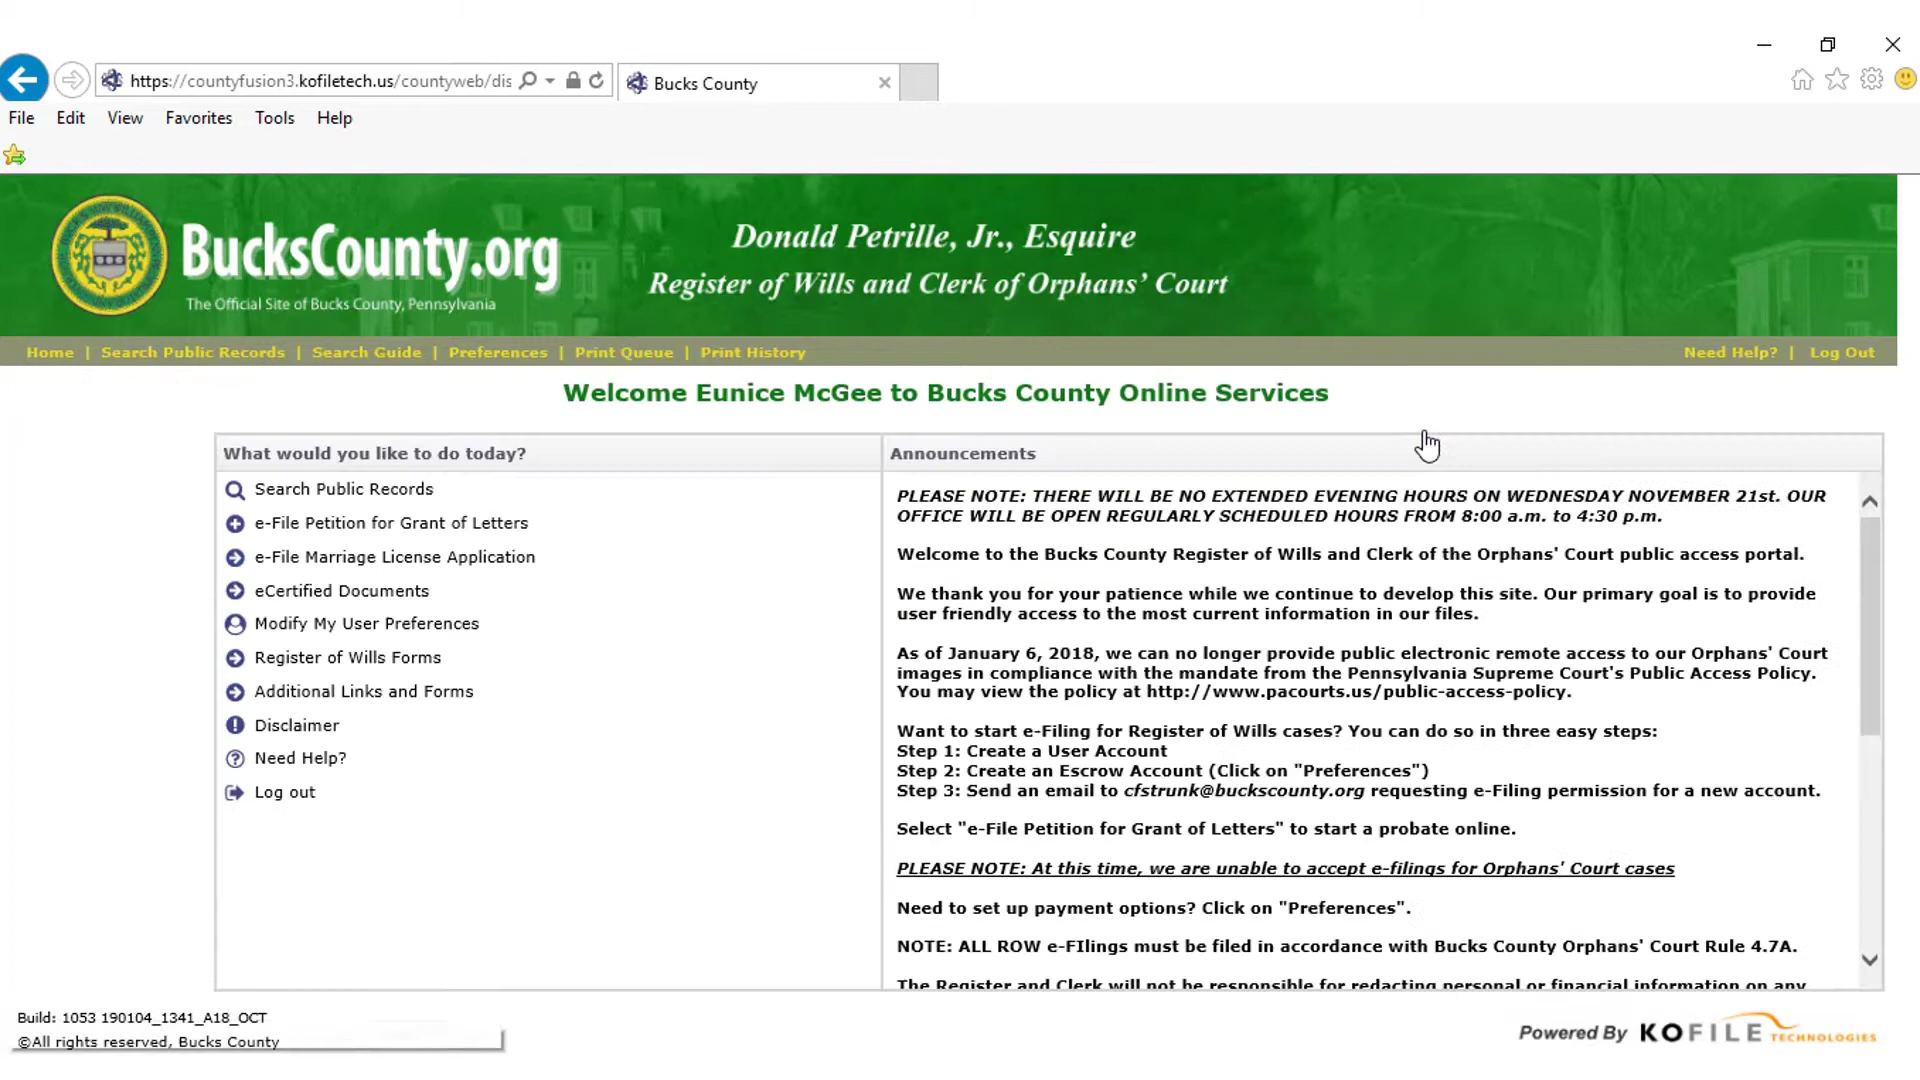 https://countyfusion3.kofiletech.us/countyweb/dis
Bucks County
File Edit View Favorites Tools Help
BucksCounty.org
The Official Site of Bucks County, Pennsylvania
Donald Petrille, Jr., Esquire
Register of Wills and Clerk of Orphans' Court
Home | Search Public Records | Search Guide | Preferences | Print Queue | Print History
Need Help? | Log Out
Welcome Eunice McGee to Bucks County Online Services
What would you like to do today?
Search Public Records
e-File Petition for Grant of Letters
e-File Marriage License Application
eCertified Documents
Modify My User Preferences
Register of Wills Forms
Additional Links and Forms
Disclaimer
Need Help?
Log out
Announcements
PLEASE NOTE: THERE WILL BE NO EXTENDED EVENING HOURS ON WEDNESDAY NOVEMBER 21st. OUR
OFFICE WILL BE OPEN REGULARLY SCHEDULED HOURS FROM 8:00 a.m. to 4:30 p.m.
Welcome to the Bucks County Register of Wills and Clerk of the Orphans' Court public access portal.
We thank you for your patience while we continue to develop this site. Our primary goal is to provide
user friendly access to the most current information in our files.
As of January 6, 2018, we can no longer provide public electronic remote access to our Orphans' Court
images in compliance with the mandate from the Pennsylvania Supreme Court's Public Access Policy.
You may view the policy at http://www.pacourts.us/public-access-policy.
Want to start e-Filing for Register of Wills cases? You can do so in three easy steps:
Step 1: Create a User Account
Step 2: Create an Escrow Account (Click on "Preferences")
Step 3: Send an email to cfstrunk@buckscounty.org requesting e-Filing permission for a new account.
Select "e-File Petition for Grant of Letters" to start a probate online.
PLEASE NOTE: At this time, we are unable to accept e-filings for Orphans' Court cases
Need to set up payment options? Click on "Preferences".
NOTE: ALL ROW e-FIlings must be filed in accordance with Bucks County Orphans' Court Rule 4.7A.
The Register and Clerk will not be responsible for redacting personal or financial information on any
Build: 1053 190104_1341_A18_OCT
©All rights reserved, Bucks County
Powered By KOFILE TECHNOLOGIES